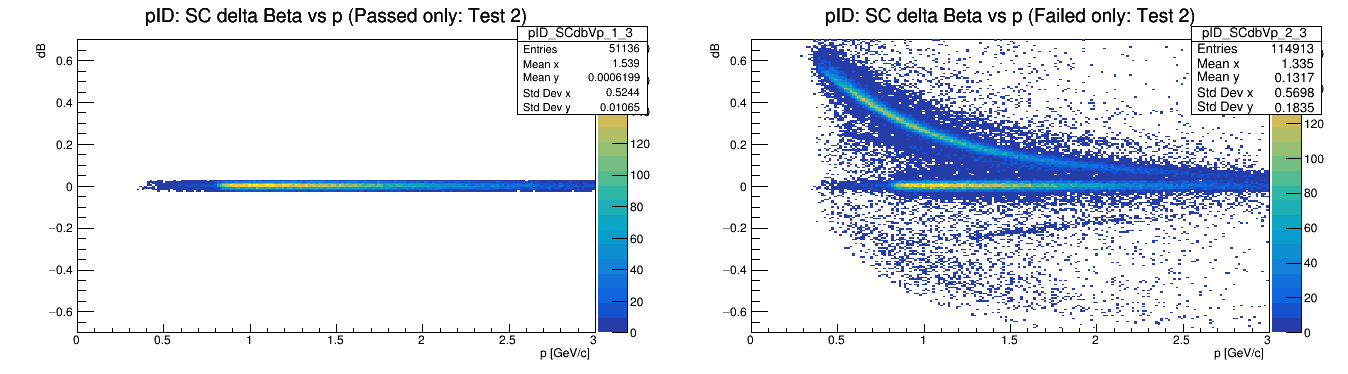 pID: SC delta Beta vs p (Passed only: Test 2)
pID_SCdbVp_1_3
Entries 51136
Mean x 1.539
Mean y 0.0006199
Std Dev x 0.5244
Std Dev y 0.01065
dB
0.6
0.4
0.2
0
−0.2
−0.4
−0.6
0 0.5 1 1.5 2 2.5 3
p [GeV/c]
120
100
80
60
40
20
0
pID: SC delta Beta vs p (Failed only: Test 2)
pID_SCdbVp_2_3
Entries 114913
Mean x 1.335
Mean y 0.1317
Std Dev x 0.5698
Std Dev y 0.1835
dB
0.6
0.4
0.2
0
−0.2
−0.4
−0.6
0 0.5 1 1.5 2 2.5 3
p [GeV/c]
120
100
80
60
40
20
0